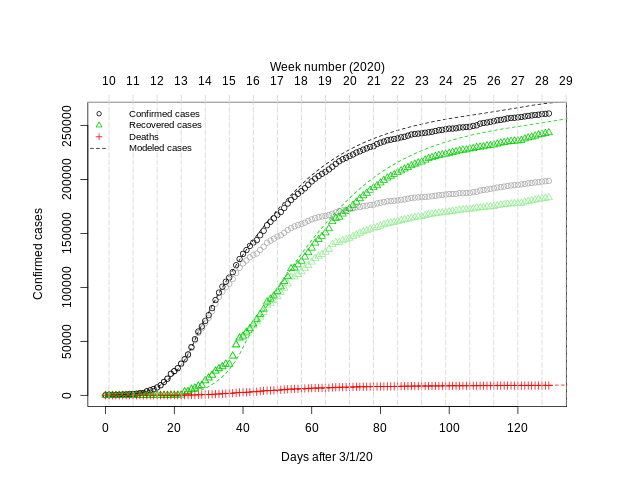 Week number (2020)
10 11 12 13 14 15 16 17 18 19 20 21 22 23 24 25 26 27 28 29
Confirmed cases
Recovered cases
Deaths
Modeled cases
Confirmed cases
250000
200000
150000
100000
50000
0
0 20 40 60 80 100 120
Days after 3/1/20